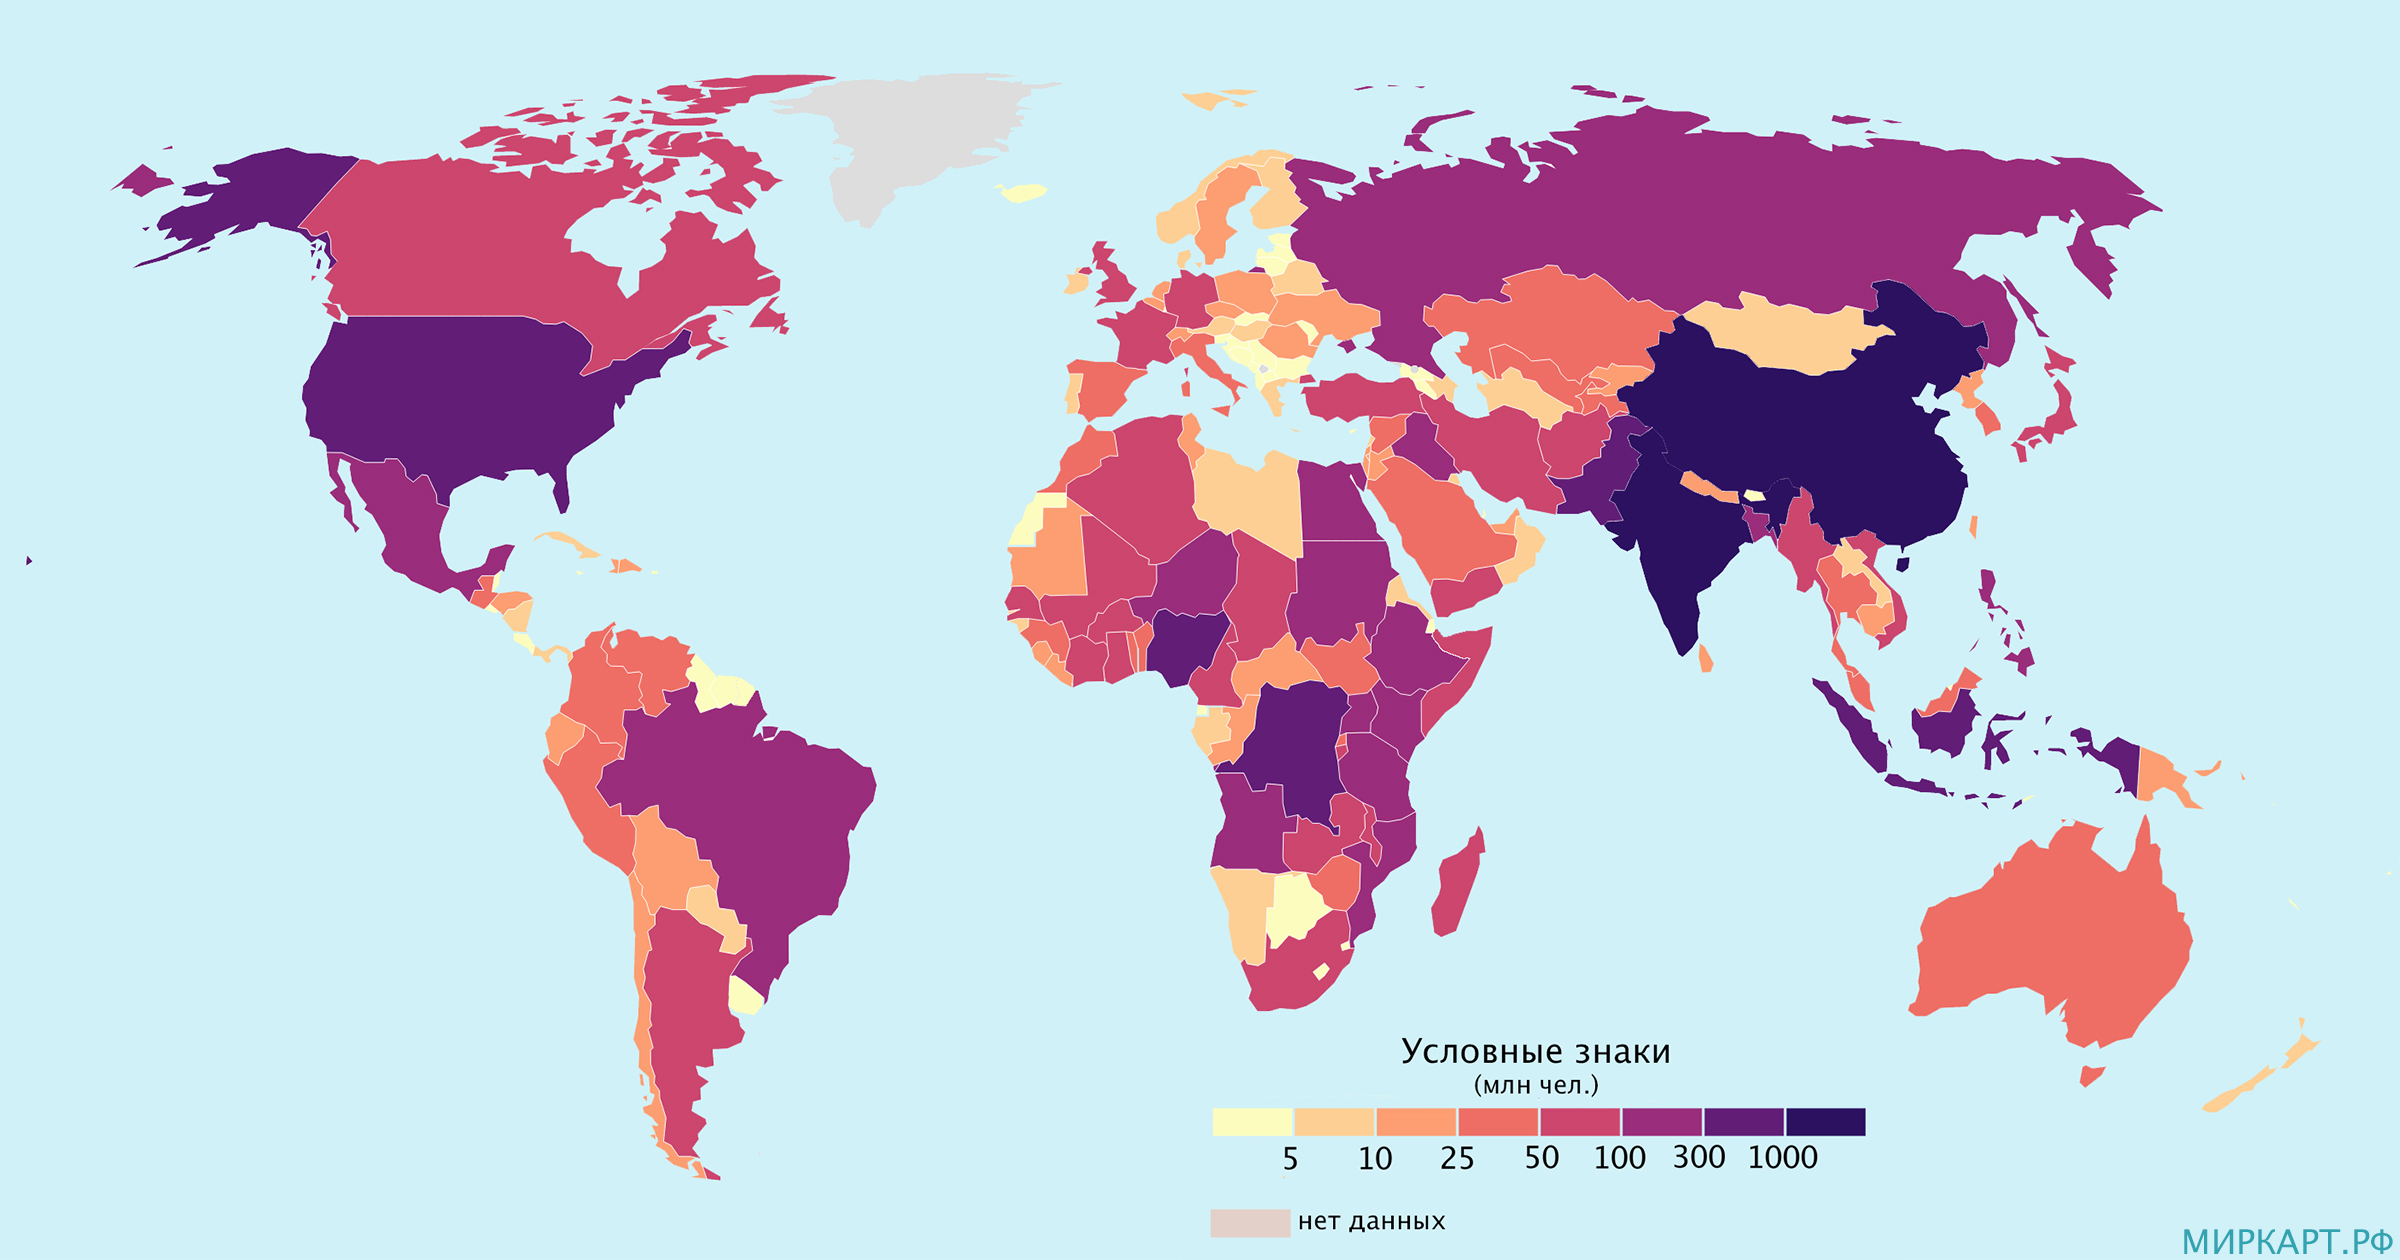 Условные знаки
(млн чел.)
5 10 25 50 100 300 1000
нет данных
МИРКАРТ.РФ